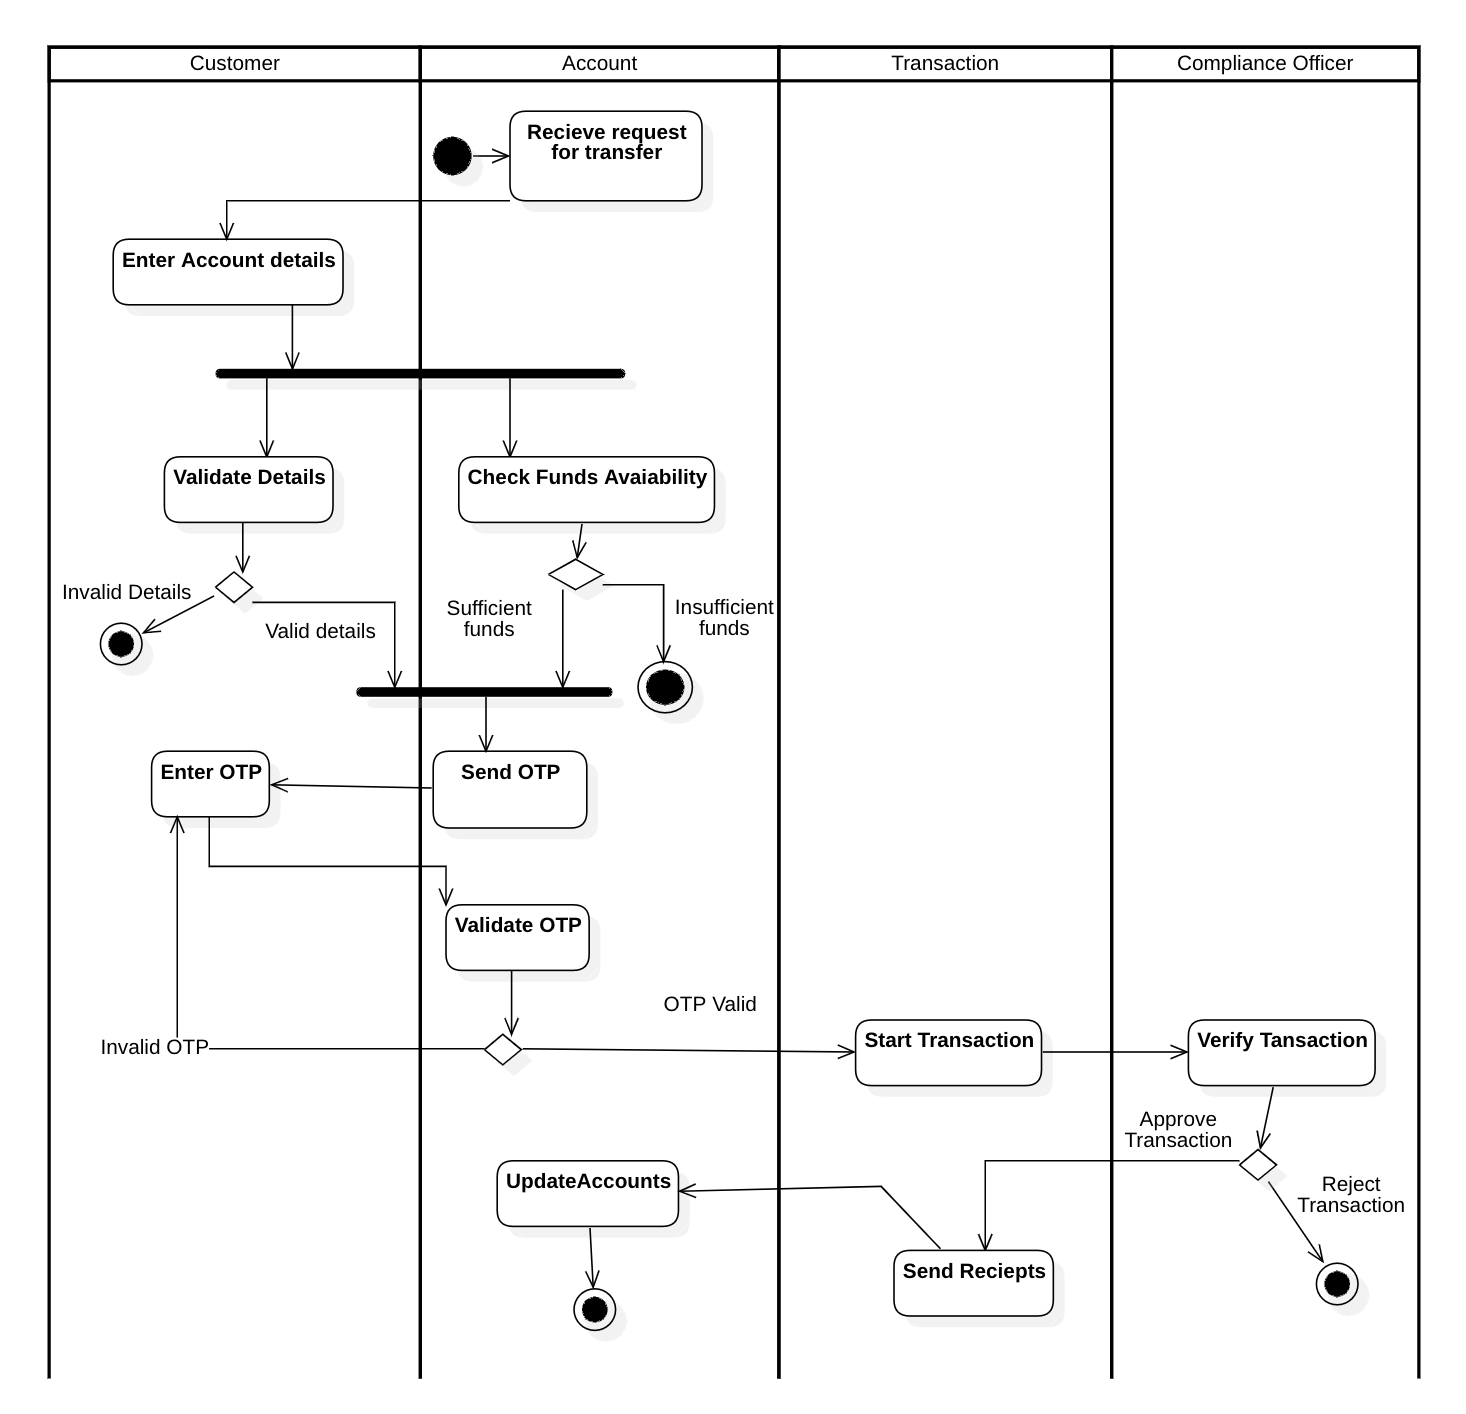 Customer
Account
Transaction
Compliance Officer
Recieve request
for transfer
Enter Account details
Validate Details
Check Funds Avaiability
Invalid Details
Valid details
Sufficient
funds
Insufficient
funds
Enter OTP
Send OTP
Validate OTP
OTP Valid
Invalid OTP
Start Transaction
Verify Tansaction
Approve
Transaction
Reject
Transaction
UpdateAccounts
Send Reciepts